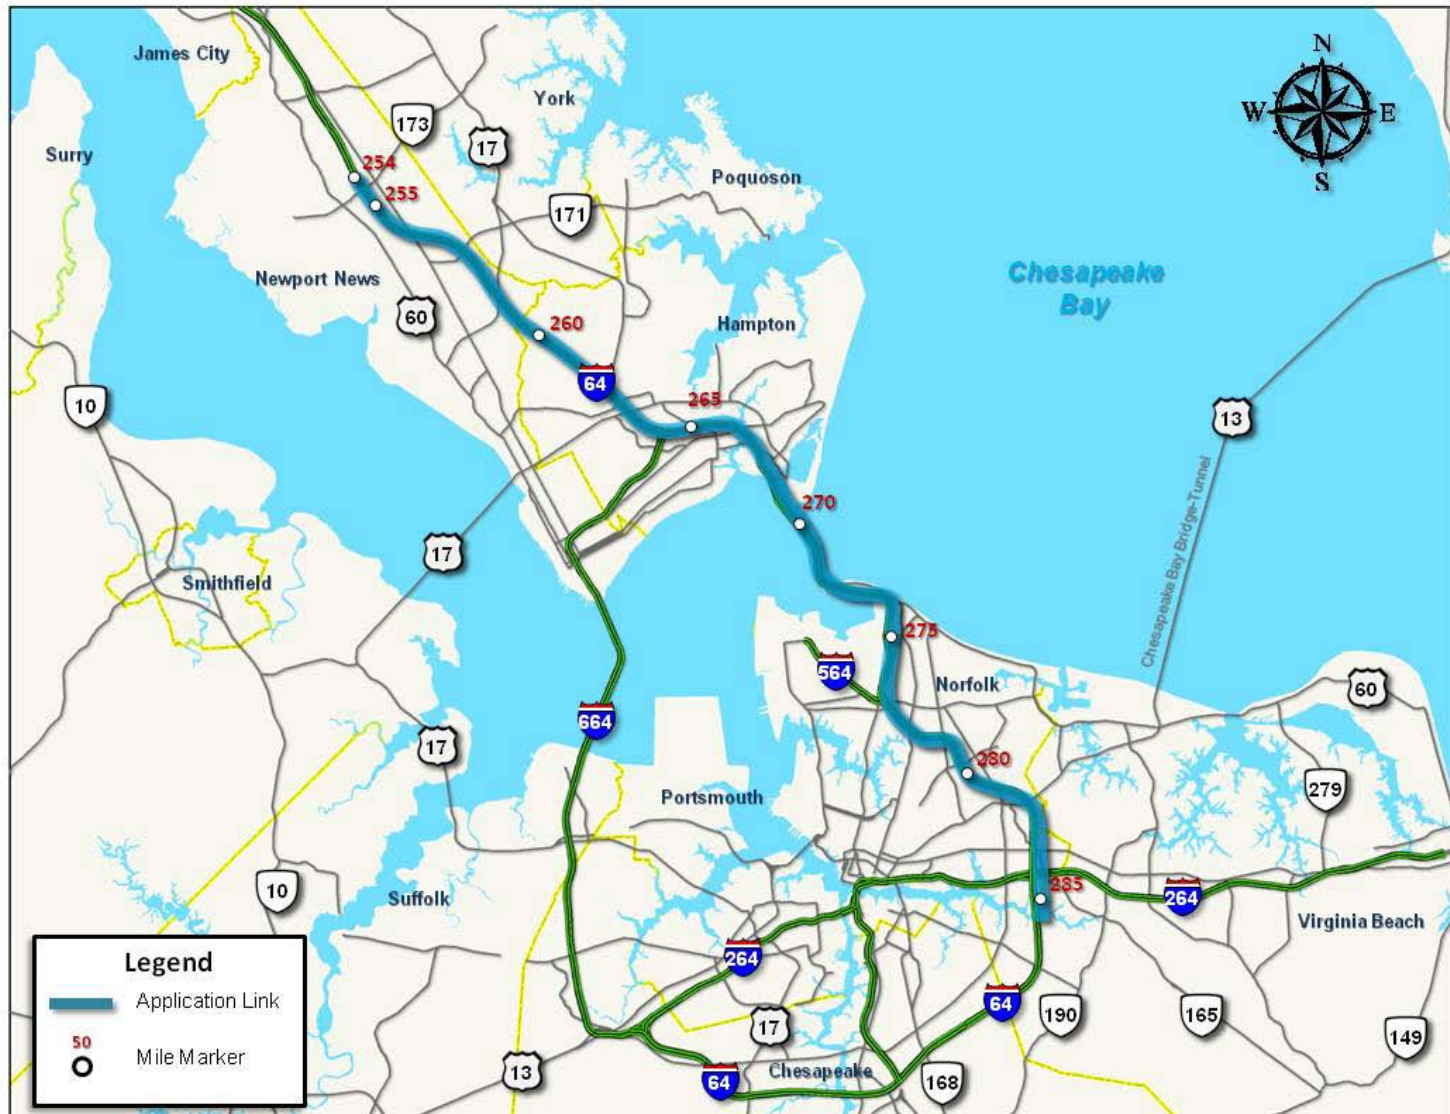 N
James City
York
W
E
173
17
Surry
254
Poquoson
S
255
171
Chesapeake
Bay
Newport News
60
260
Hampton
64
10
265
13
Chesapeake Bay Bridge-Tunnel
270
17
Smithfield
275
564
Norfolk
60
664
17
280
279
Portsmouth
10
Suffolk
285
264
Virginia Beach
264
64
190
165
17
149
13
Chesapeake
64
168
Legend
Application Link
50
Mile Marker